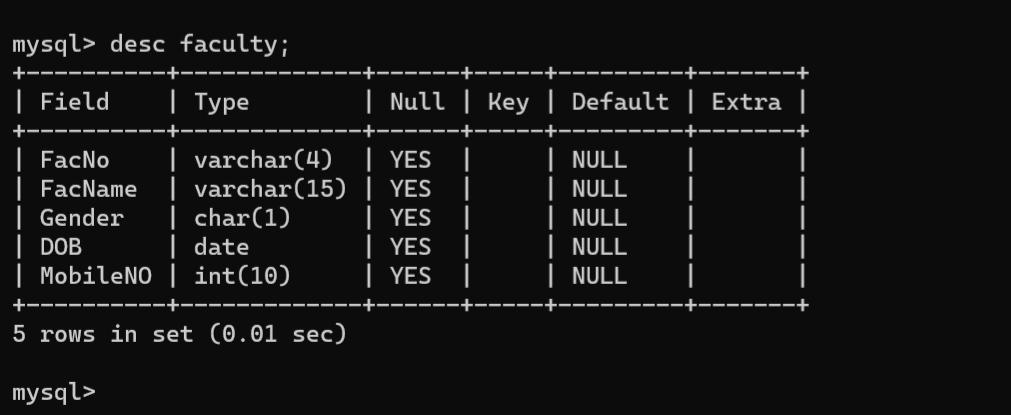 mysql> desc faculty;
+----------+-------------+------+-----+---------+-------+
| Field    | Type        | Null | Key | Default | Extra |
+----------+-------------+------+-----+---------+-------+
| FacNo    | varchar(4)  | YES  |     | NULL    |       |
| FacName  | varchar(15) | YES  |     | NULL    |       |
| Gender   | char(1)     | YES  |     | NULL    |       |
| DOB      | date        | YES  |     | NULL    |       |
| MobileNO | int(10)     | YES  |     | NULL    |       |
+----------+-------------+------+-----+---------+-------+
5 rows in set (0.01 sec)
mysql>